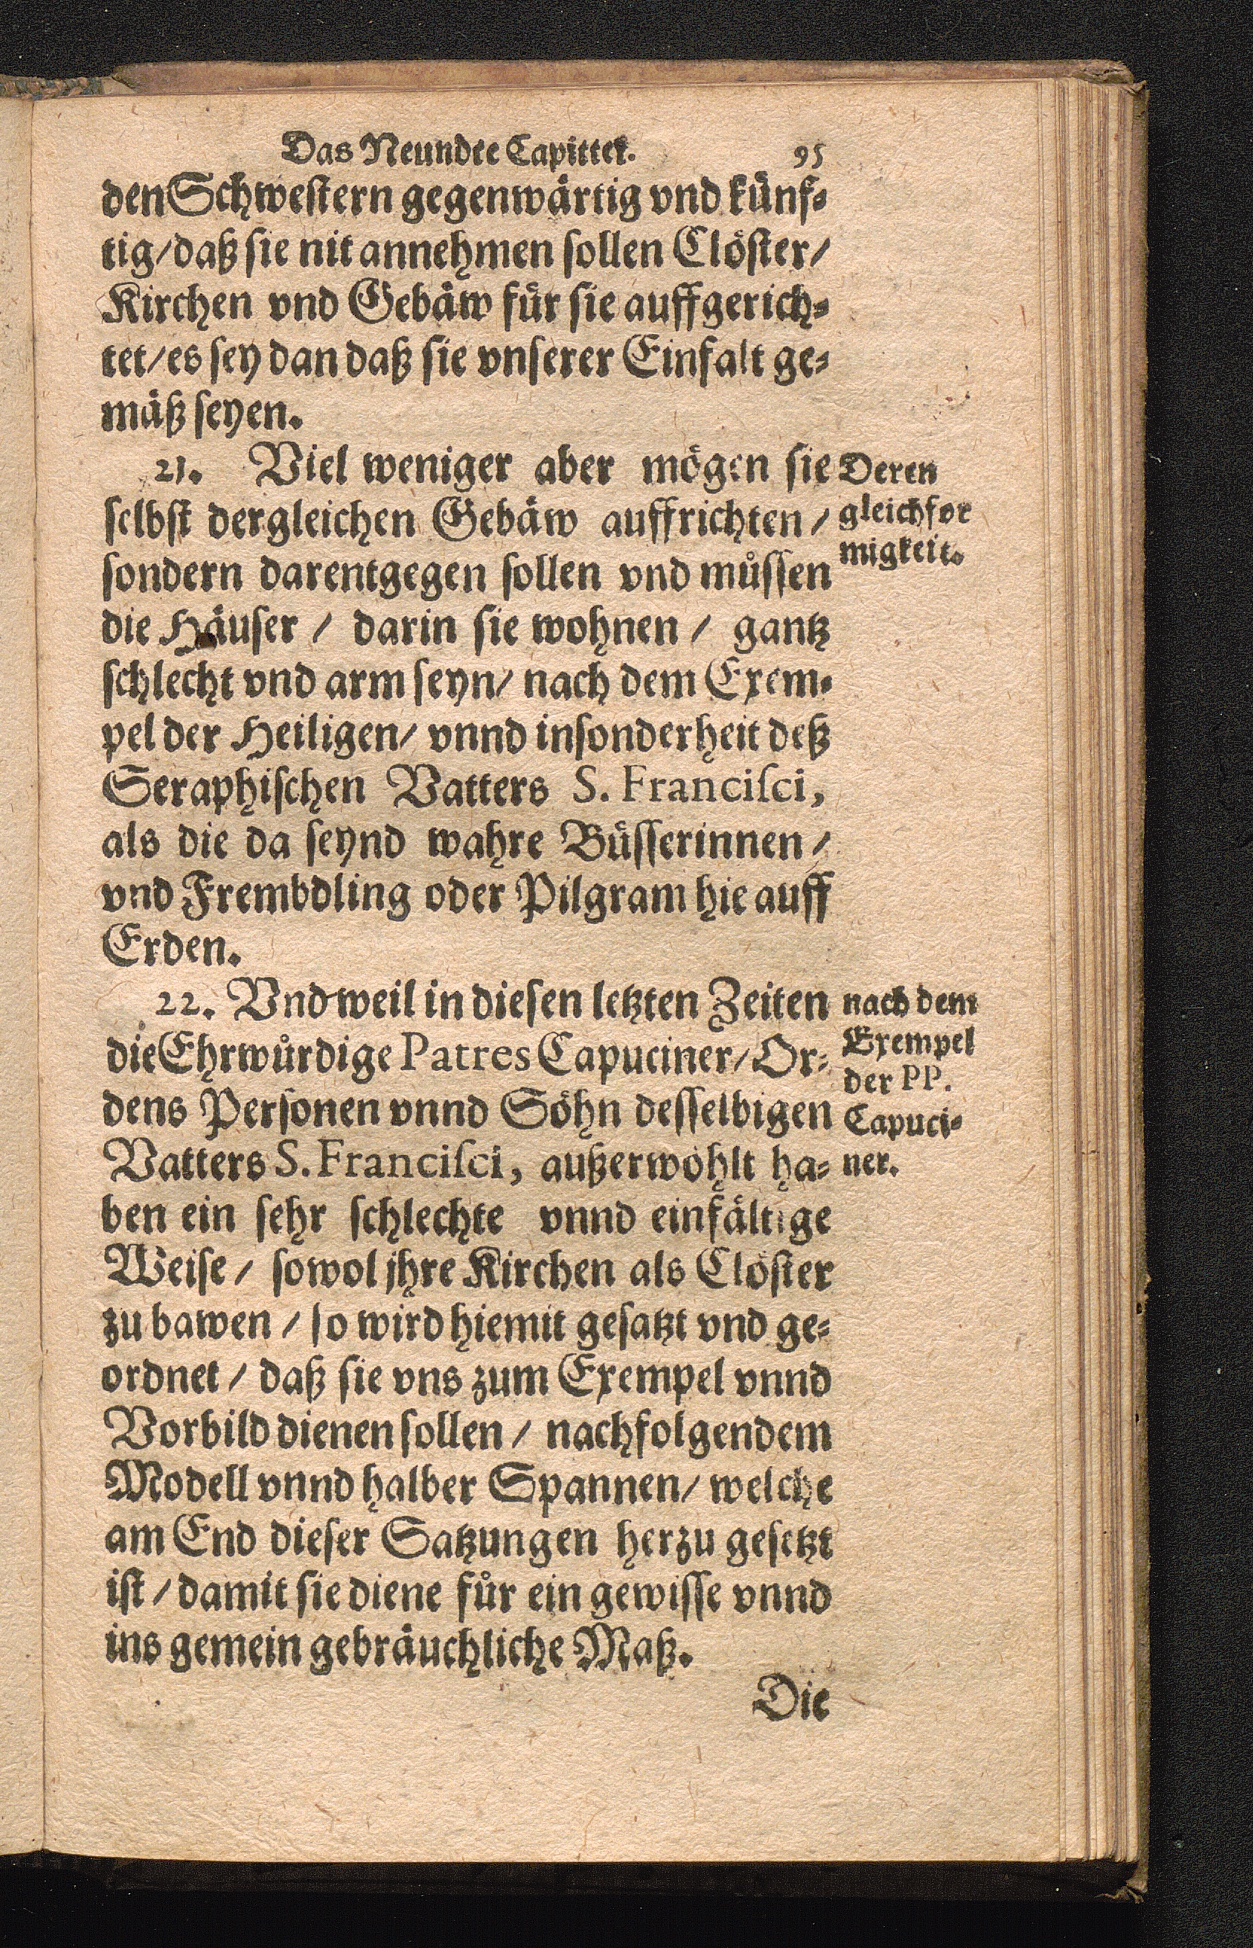 Das Neundte Capittel. 95
den Schwestern gegenwärtig vnd künf-
tig/daß sie nit annehmen sollen Clöster/
Kirchen vnd Gebäw für sie auffgerich-
tet/es sey dan daß sie vnserer Einfalt ge-
mäß seyen.
21. Viel weniger aber mögen sie
selbst dergleichen Gebäw auffrichten/
sondern darentgegen sollen vnd müssen
die Häuser / darin sie wohnen / gantz
schlecht vnd arm seyn/ nach dem Exem-
pel der Heiligen/ vnnd insonderheit deß
Seraphischen Vatters S. Francisci,
als die da seynd wahre Büsserinnen/
vnd Frembdling oder Pilgram hie auff
Erden.
Deren
gleichfor
migkeit.
22. Vnd weil in diesen letzten Zeiten
die Ehrwürdige Patres Capuciner/Or-
dens Personen vnnd Söhn desselbigen
Vatters S. Francisci, außerwöhlt ha-
ben ein sehr schlechte vnnd einfältige
Weise / sowol jhre Kirchen als Clöster
zu bawen / so wird hiemit gesatzt vnd ge-
ordnet / daß sie vns zum Exempel vnnd
Vorbild dienen sollen / nachfolgendem
Modell vnnd halber Spannen/ welche
am End dieser Satzungen herzu gesetzt
ist / damit sie diene für ein gewisse vnnd
ins gemein gebräuchliche Maß.
nach dem
Exempel
der PP.
Capuci-
ner.
Die